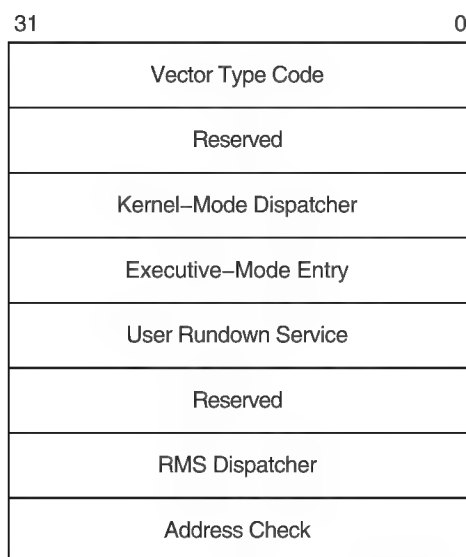 31 0
Vector Type Code
Reserved
Kernel–Mode Dispatcher
Executive–Mode Entry
User Rundown Service
Reserved
RMS Dispatcher
Address Check